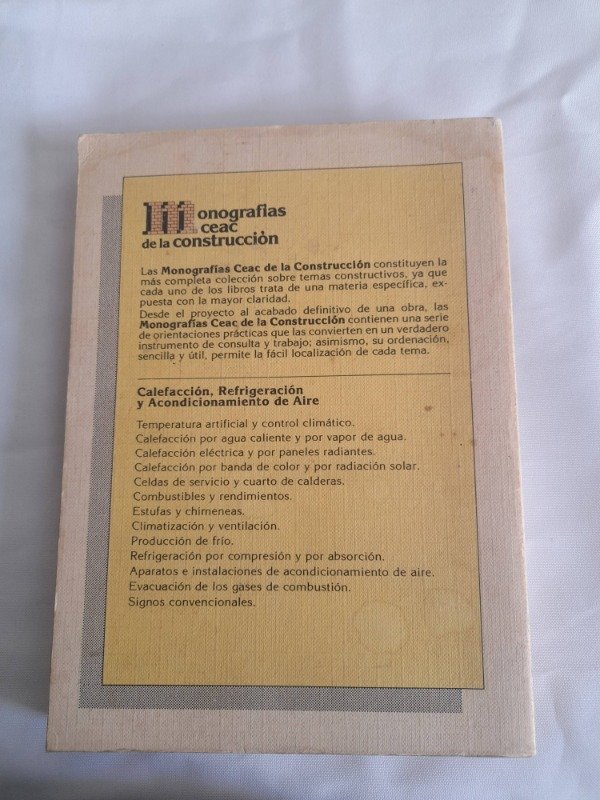 monografías
ceac
de la construcción
Las Monografías Ceac de la Construcción constituyen la
más completa colección sobre temas constructivos, ya que
cada uno de los libros trata de una materia específica, ex-
puesta con la mayor claridad.
Desde el proyecto al acabado definitivo de una obra, las
Monografías Ceac de la Construcción contienen una serie
de orientaciones prácticas que las convierten en un verdadero
instrumento de consulta y trabajo; asimismo, su ordenación,
sencilla y útil, permite la fácil localización de cada tema.
Calefacción, Refrigeración
y Acondicionamiento de Aire
Temperatura artificial y control climático.
Calefacción por agua caliente y por vapor de agua.
Calefacción eléctrica y por paneles radiantes.
Calefacción por banda de color y por radiación solar.
Celdas de servicio y cuarto de calderas.
Combustibles y rendimientos.
Estufas y chimeneas.
Climatización y ventilación.
Producción de frío.
Refrigeración por compresión y por absorción.
Aparatos e instalaciones de acondicionamiento de aire.
Evacuación de los gases de combustión.
Signos convencionales.